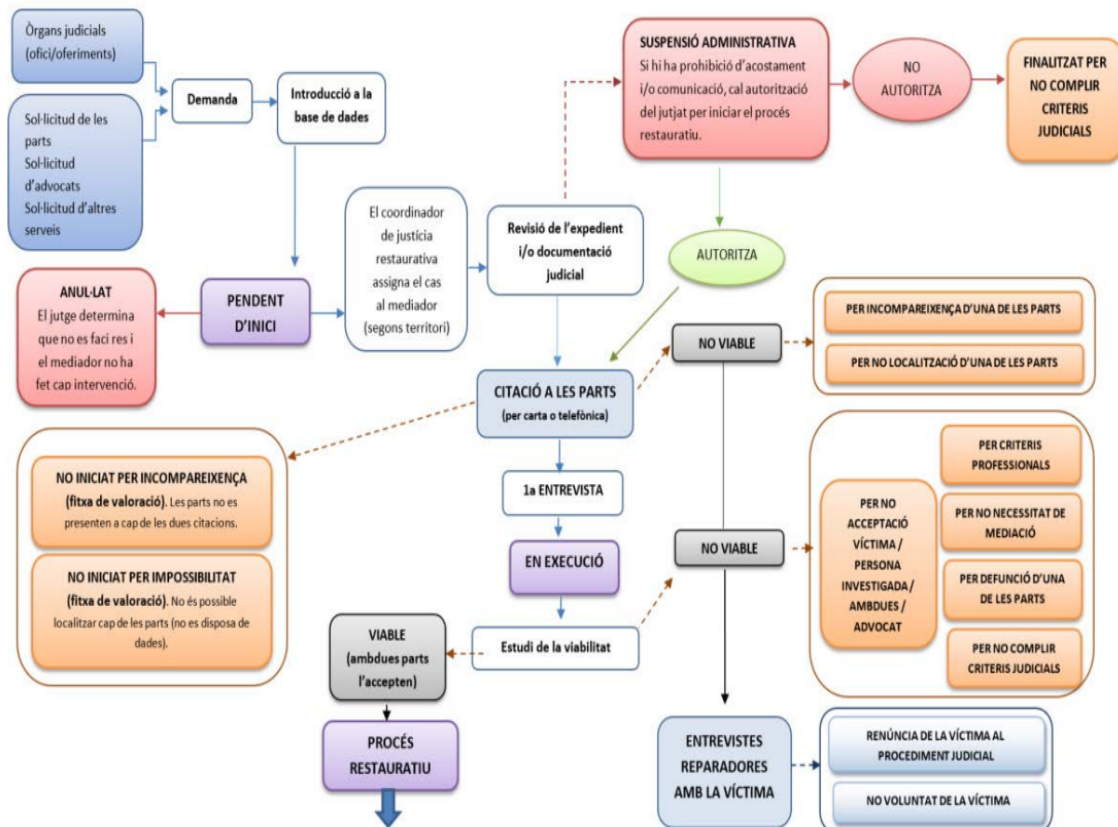 Òrgans judicials
(ofici/oferiments)
Sol·licitud de les
parts
Sol·licitud
d'advocats
Sol·licitud d'altres
serveis
Demanda
Introducció a la
base de dades
SUSPENSIÓ ADMINISTRATIVA
Si hi ha prohibició d'acostament
i/o comunicació, cal autorització
del jutjat per iniciar el procés
restauratiu.
NO
AUTORITZA
FINALITZAT PER
NO COMPLIR
CRITERIS
JUDICIALS
ANUL·LAT
El jutge determina
que no es faci res i
el mediador no ha
fet cap intervenció.
PENDENT
D'INICI
El coordinador
de justícia
restaurativa
assigna el cas
al mediador
(segons territori)
Revisió de l'expedient
i/o documentació
judicial
AUTORITZA
CITACIÓ A LES PARTS
(per carta o telefònica)
NO VIABLE
PER INCOMPAREIXENÇA D'UNA DE LES PARTS
PER NO LOCALITZACIÓ D'UNA DE LES PARTS
NO INICIAT PER INCOMPAREIXENÇA
(fitxa de valoració). Les parts no es
presenten a cap de les dues citacions.
NO INICIAT PER IMPOSSIBILITAT
(fitxa de valoració). No és possible
localitzar cap de les parts (no es disposa de
dades).
1a ENTREVISTA
EN EXECUCIÓ
Estudi de la viabilitat
NO VIABLE
PER NO
ACCEPTACIÓ
VÍCTIMA /
PERSONA
INVESTIGADA /
AMBDUES /
ADVOCAT
PER CRITERIS
PROFESSIONALS
PER NO NECESSITAT DE
MEDIACIÓ
PER DEFUNCIÓ D'UNA
DE LES PARTS
PER NO COMPLIR
CRITERIS JUDICIALS
VIABLE
(ambdues parts
l'accepten)
PROCÉS
RESTAURATIU
ENTREVISTES
REPARADORES
AMB LA VÍCTIMA
RENÚNCIA DE LA VÍCTIMA AL
PROCEDIMENT JUDICIAL
NO VOLUNTAT DE LA VÍCTIMA